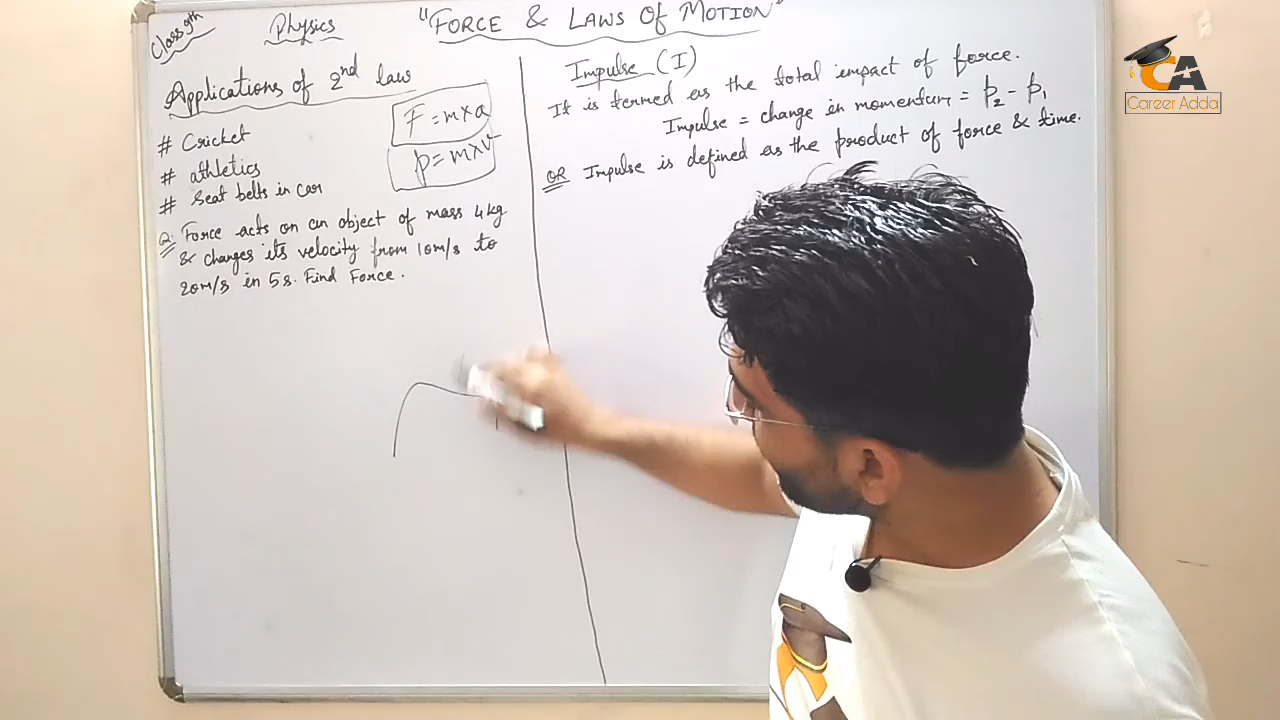 Class 9th
Physics
"FORCE & LAWS OF MOTION"
Applications of 2nd law
# Cricket
# athletics
# Seat belts in car
F = m×a
p = m×v
Q. Force acts on an object of mass 4kg
& changes its velocity from 10m/s to
20m/s in 5s. Find Force.
Impulse (I)
It is termed as the total impact of force.
Impulse = change in momentum = p2 - p1
OR Impulse is defined as the product of force & time.
CA
Career Adda